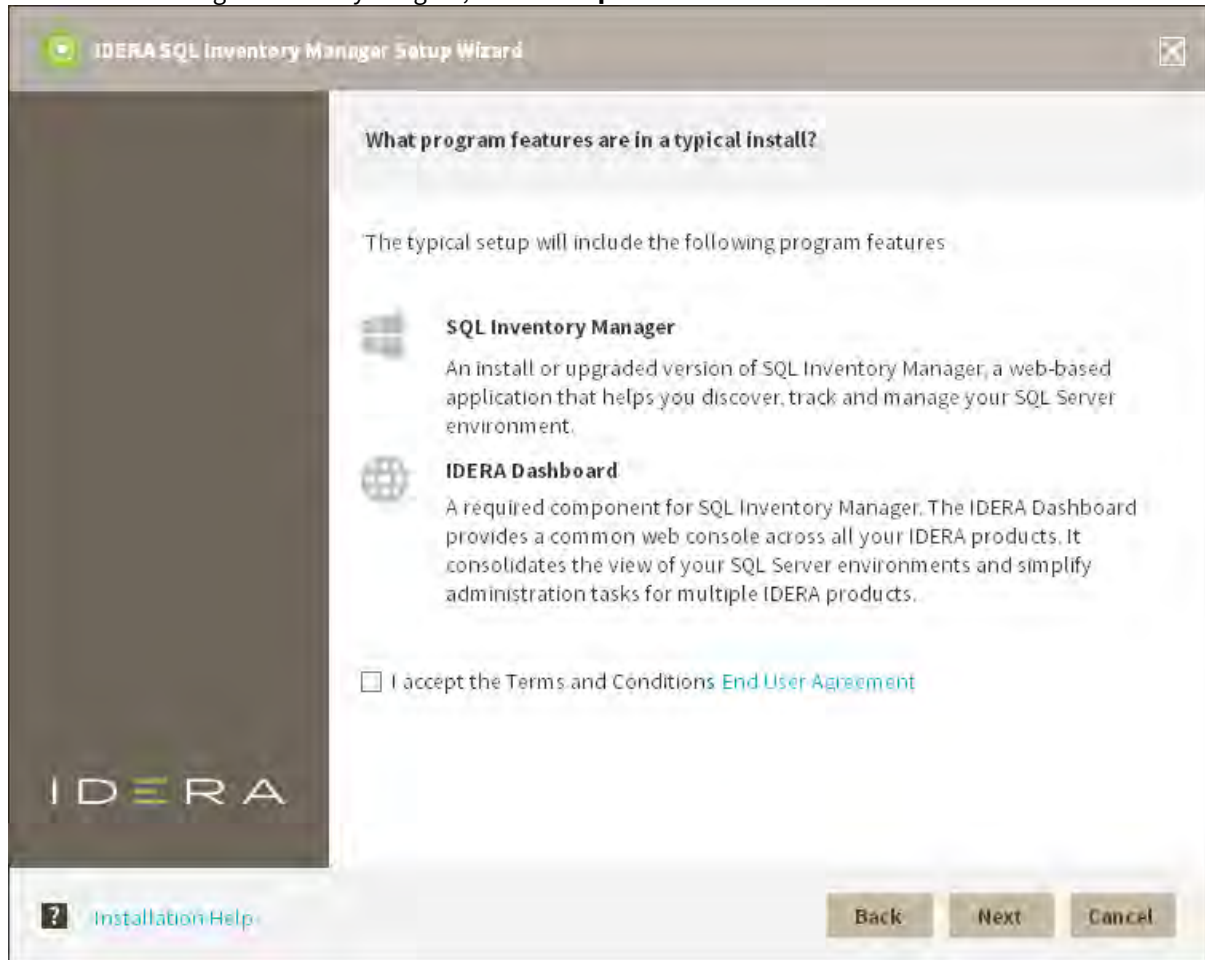 IDERA SQL Inventory Manager Setup Wizard
What program features are in a typical install?
The typical setup will include the following program features
SQL Inventory Manager
An install or upgraded version of SQL Inventory Manager, a web-based
application that helps you discover, track and manage your SQL Server
environment.
IDERA Dashboard
A required component for SQL Inventory Manager. The IDERA Dashboard
provides a common web console across all your IDERA products. It
consolidates the view of your SQL Server environments and simplify
administration tasks for multiple IDERA products.
I accept the Terms and Conditions End User Agreement
IDERA
? Installation Help
Back Next Cancel